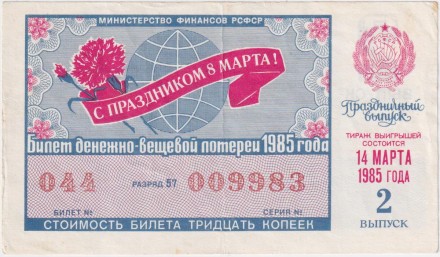 МИНИСТЕРСТВО ФИНАНСОВ РСФСР
С ПРАЗДНИКОМ 8 МАРТА!
Билет денежно-вещевой лотереи 1985 года
044 РАЗРЯД 57 009983
БИЛЕТ № СЕРИЯ №
СТОИМОСТЬ БИЛЕТА ТРИДЦАТЬ КОПЕЕК
Праздничный
выпуск
ТИРАЖ ВЫИГРЫШЕЙ
СОСТОИТСЯ
14 МАРТА
1985 ГОДА
2
ВЫПУСК